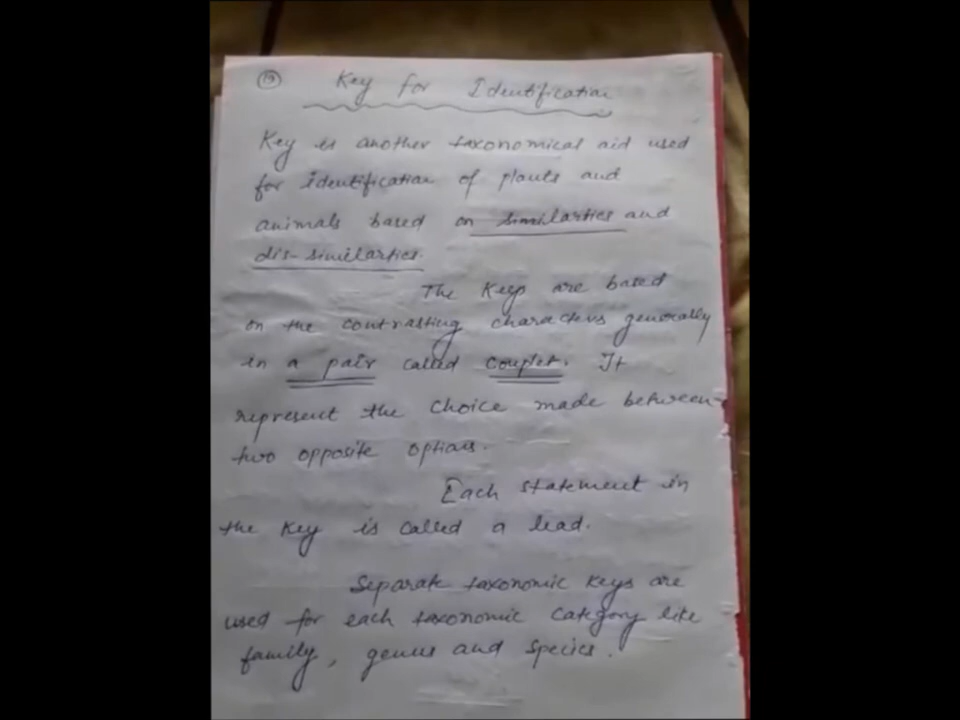 19
Key for Identification
Key is another taxonomical aid used
for identification of plants and
animals based on similarties and
dis-similarties.
The Keys are based
on the contrasting characters generally
in a pair called couplet. It
represent the choice made between
two opposite options.
Each statement in
the Key is called a lead.
Separate taxonomic Keys are
used for each taxonomic category like
family, genus and species.